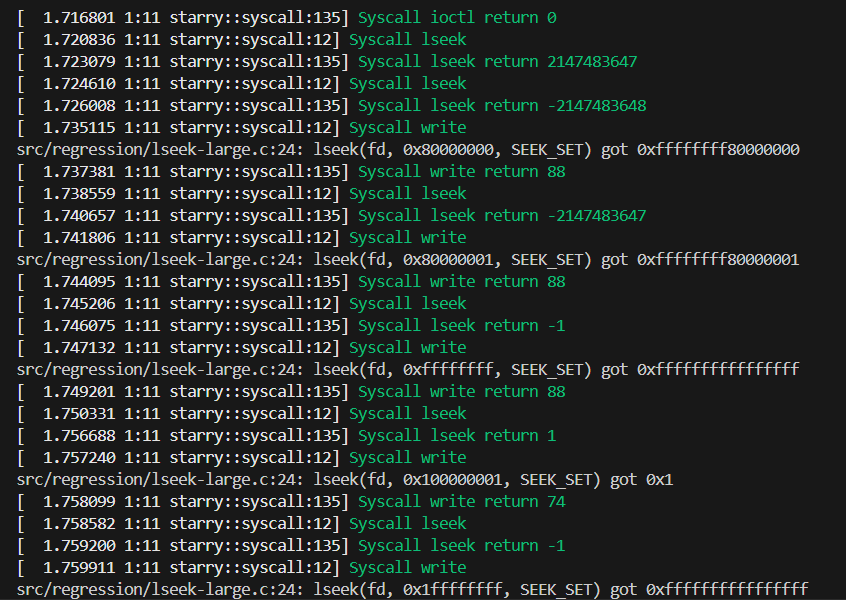 [  1.716801 1:11 starry::syscall:135] Syscall ioctl return 0
[  1.720836 1:11 starry::syscall:12] Syscall lseek
[  1.723079 1:11 starry::syscall:135] Syscall lseek return 2147483647
[  1.724610 1:11 starry::syscall:12] Syscall lseek
[  1.726008 1:11 starry::syscall:135] Syscall lseek return -2147483648
[  1.735115 1:11 starry::syscall:12] Syscall write
src/regression/lseek-large.c:24: lseek(fd, 0x80000000, SEEK_SET) got 0xffffffff80000000
[  1.737381 1:11 starry::syscall:135] Syscall write return 88
[  1.738559 1:11 starry::syscall:12] Syscall lseek
[  1.740657 1:11 starry::syscall:135] Syscall lseek return -2147483647
[  1.741806 1:11 starry::syscall:12] Syscall write
src/regression/lseek-large.c:24: lseek(fd, 0x80000001, SEEK_SET) got 0xffffffff80000001
[  1.744095 1:11 starry::syscall:135] Syscall write return 88
[  1.745206 1:11 starry::syscall:12] Syscall lseek
[  1.746075 1:11 starry::syscall:135] Syscall lseek return -1
[  1.747132 1:11 starry::syscall:12] Syscall write
src/regression/lseek-large.c:24: lseek(fd, 0xffffffff, SEEK_SET) got 0xffffffffffffffff
[  1.749201 1:11 starry::syscall:135] Syscall write return 88
[  1.750331 1:11 starry::syscall:12] Syscall lseek
[  1.756688 1:11 starry::syscall:135] Syscall lseek return 1
[  1.757240 1:11 starry::syscall:12] Syscall write
src/regression/lseek-large.c:24: lseek(fd, 0x100000001, SEEK_SET) got 0x1
[  1.758099 1:11 starry::syscall:135] Syscall write return 74
[  1.758582 1:11 starry::syscall:12] Syscall lseek
[  1.759200 1:11 starry::syscall:135] Syscall lseek return -1
[  1.759911 1:11 starry::syscall:12] Syscall write
src/regression/lseek-large.c:24: lseek(fd, 0x1ffffffff, SEEK_SET) got 0xffffffffffffffff